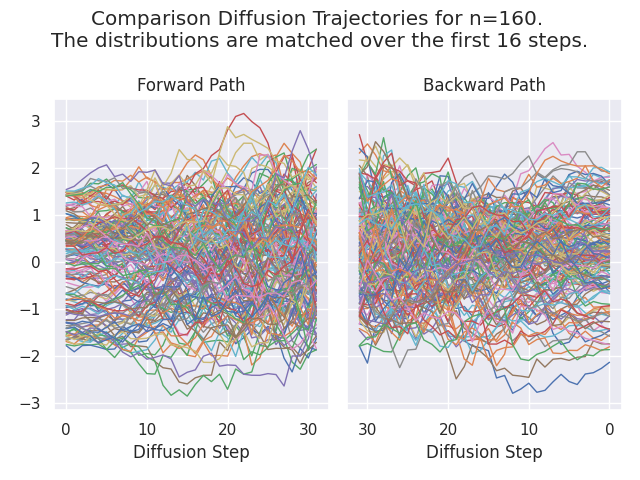 Comparison Diffusion Trajectories for n=160.
The distributions are matched over the first 16 steps.
Forward Path
Backward Path
3
2
1
0
−1
−2
−3
0 10 20 30
30 20 10 0
Diffusion Step
Diffusion Step